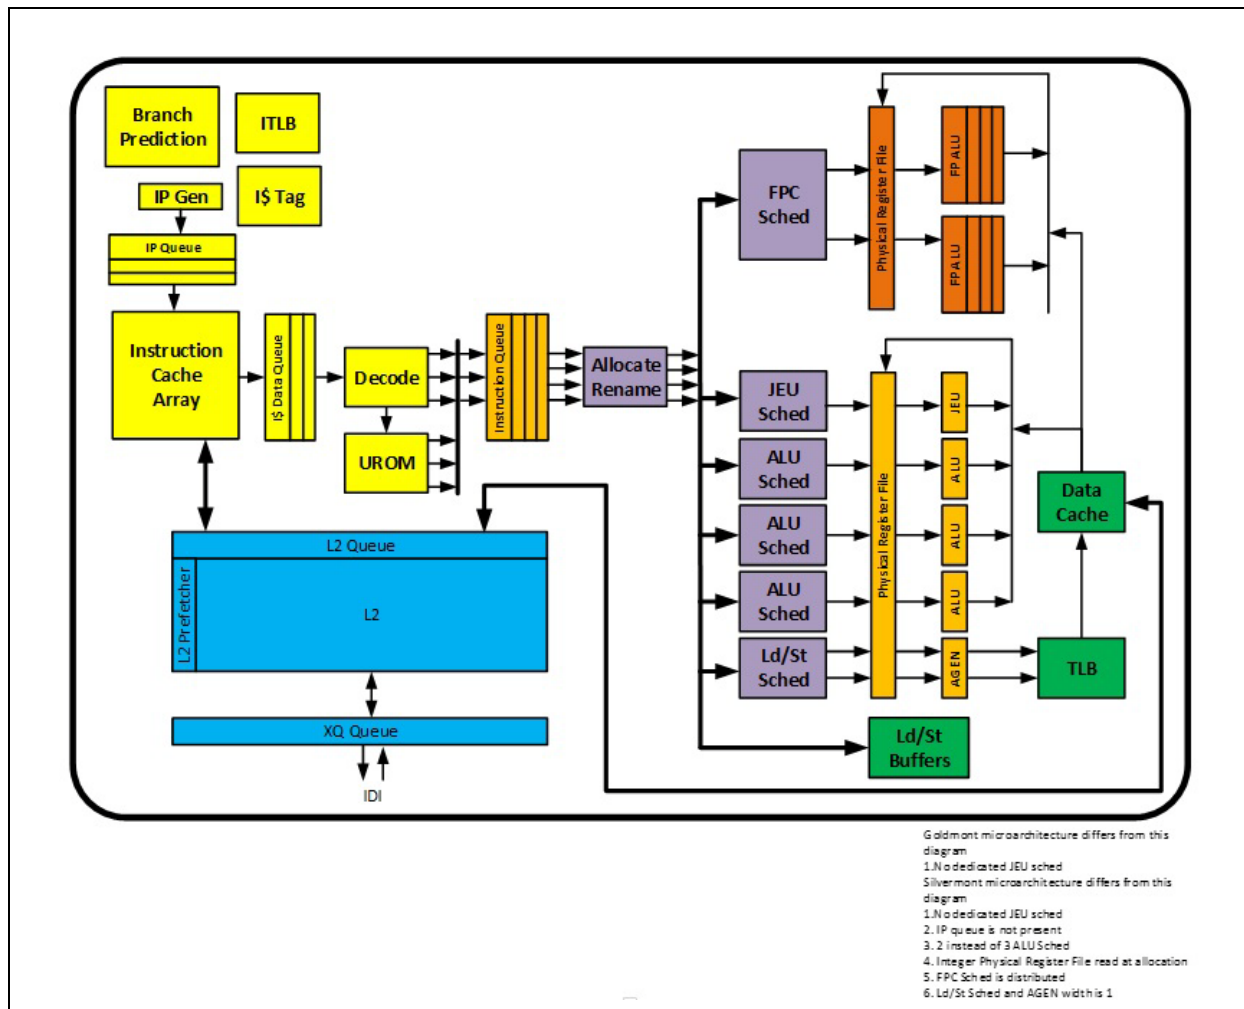 Branch
Prediction
ITLB
IP Gen
I$ Tag
IP Queue
Instruction
Cache
Array
I$ Data Queue
Decode
UROM
Instruction Queue
Allocate
Rename
L2 Queue
L2 Prefetcher
L2
XQ Queue
IDI
FPC
Sched
Physical Register File
FP ALU
FP ALU
JEU
Sched
ALU
Sched
ALU
Sched
ALU
Sched
Ld/St
Sched
Physical Register File
JEU
ALU
ALU
ALU
AGEN
Data
Cache
TLB
Ld/St
Buffers
Goldmont microarchitecture differs from this
diagram
1.No dedicated JEU sched
Silvermont microarchitecture differs from this
diagram
1.No dedicated JEU sched
2. IP queue is not present
3. 2 instead of 3 ALU Sched
4. Integer Physical Register File read at allocation
5. FPC Sched is distributed
6. Ld/St Sched and AGEN width is 1